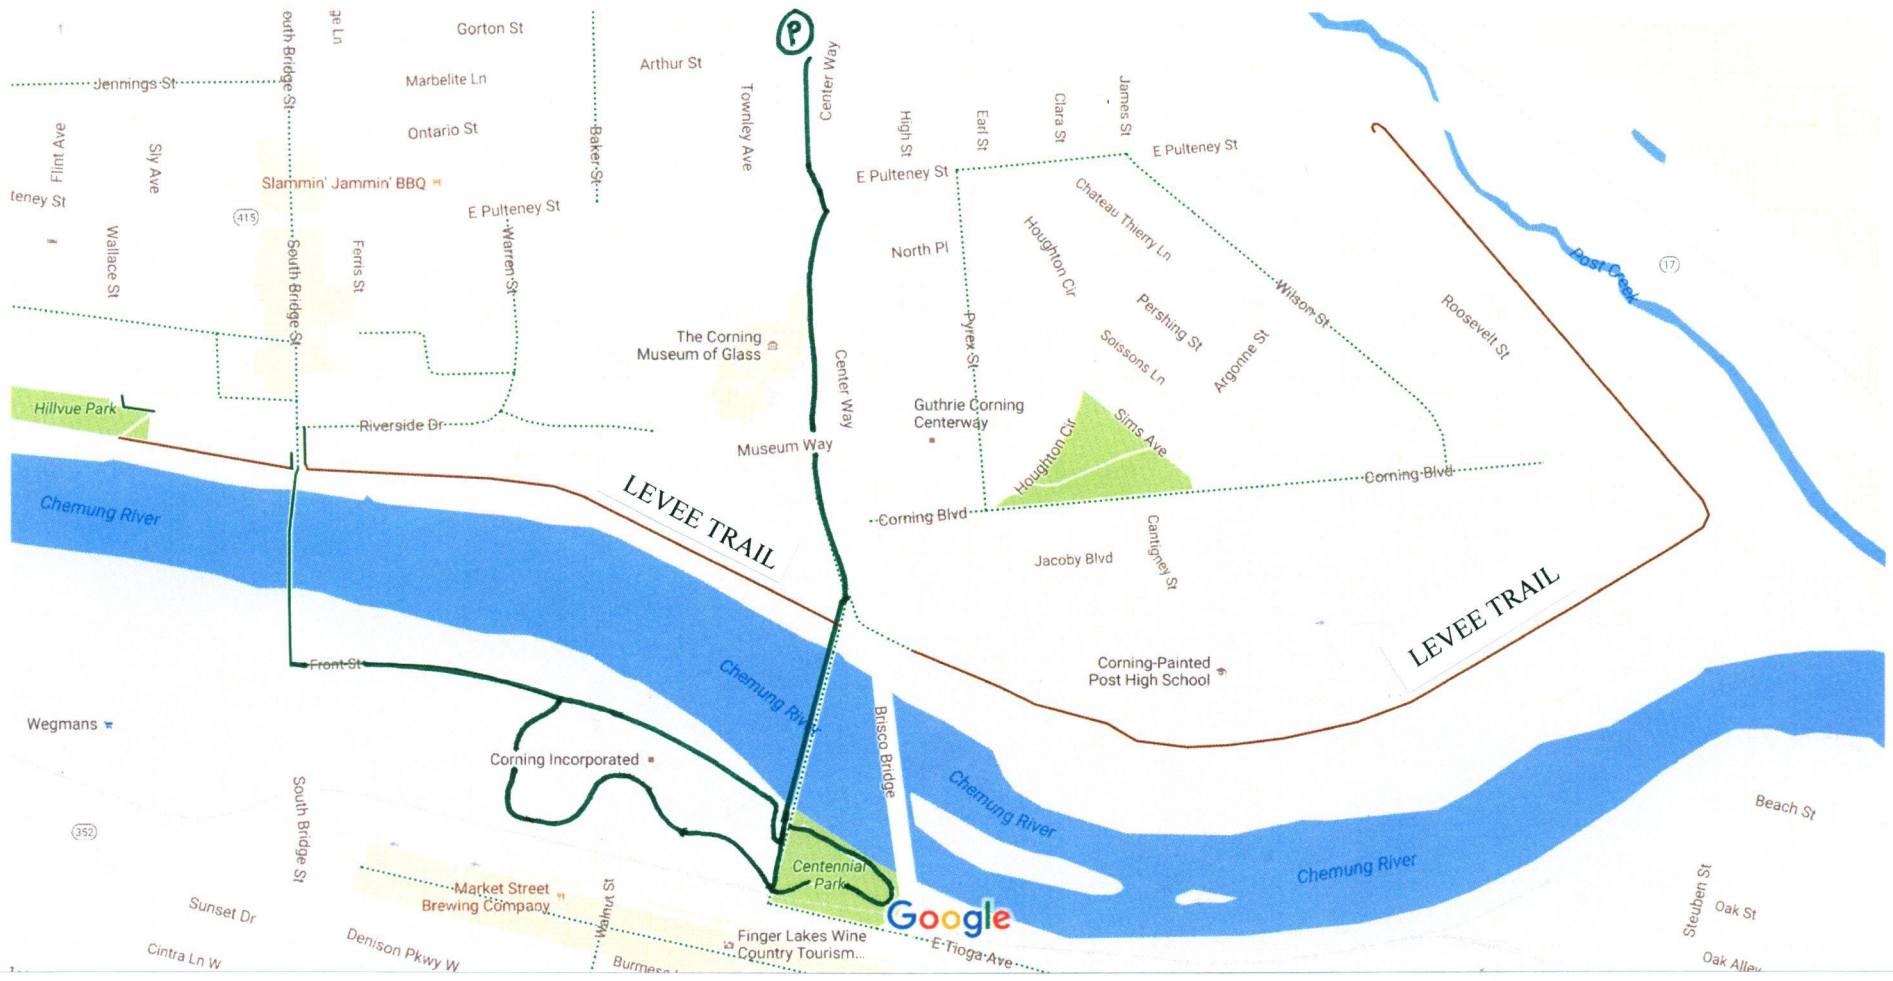 outh Bridge St
ge Ln
Gorton St
P
Center Way
Jennings St
Marbelite Ln
Arthur St
Townley Ave
High St
Earl St
Clara St
James St
Flint Ave
Sly Ave
Ontario St
Baker St
E Pulteney St
E Pulteney St
Slammin' Jammin' BBQ
teney St
415
E Pulteney St
Chateau Thierry Ln
Wallace St
South Bridge St
Ferris St
Warren St
North Pl
Houghton Cir
Post Creek
17
Wilson St
Pershing St
Roosevelt St
The Corning
Museum of Glass
Pyrex St
Soissons Ln
Argonne St
Center Way
Hillvue Park
Riverside Dr
Guthrie Corning
Centerway
Houghton Cir
Sims Ave
Museum Way
Corning Blvd
LEVEE TRAIL
Chemung River
Corning Blvd
Cantigney St
Jacoby Blvd
LEVEE TRAIL
Front St
Chemung River
Corning-Painted
Post High School
Wegmans
Brisco Bridge
Corning Incorporated
Chemung River
South Bridge St
352
Beach St
Centennial
Park
Chemung River
Market Street
Brewing Company
Walnut St
Steuben St
Sunset Dr
Google
Oak St
Finger Lakes Wine
Country Tourism...
E Tioga Ave
Cintra Ln W
Denison Pkwy W
Oak Alley